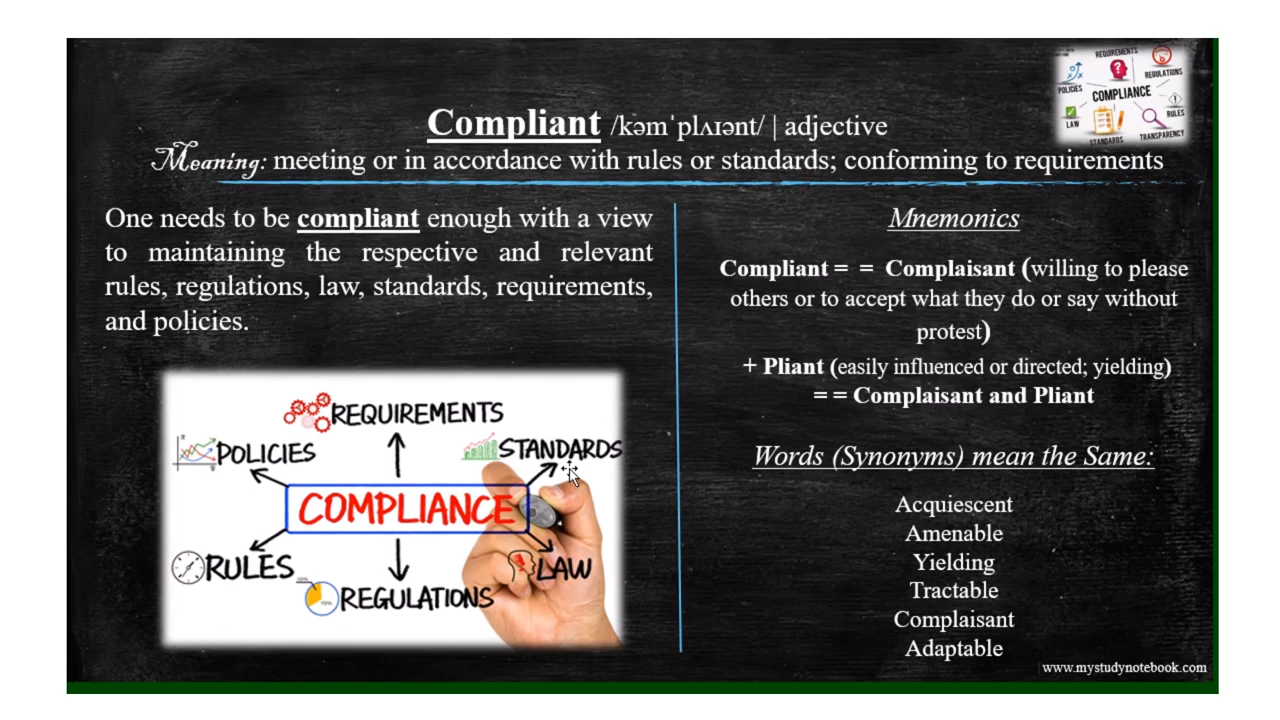 REQUIREMENTS
POLICIES
REGULATIONS
COMPLIANCE
LAW
RULES
STANDARDS
TRANSPARENCY
Compliant /kəmˈplʌɪənt/ | adjective
Meaning: meeting or in accordance with rules or standards; conforming to requirements
One needs to be compliant enough with a view
to maintaining the respective and relevant
rules, regulations, law, standards, requirements,
and policies.
REQUIREMENTS
POLICIES
STANDARDS
COMPLIANCE
RULES
LAW
REGULATIONS
Mnemonics
Compliant = = Complaisant (willing to please
others or to accept what they do or say without
protest)
+ Pliant (easily influenced or directed; yielding)
= = Complaisant and Pliant
Words (Synonyms) mean the Same:
Acquiescent
Amenable
Yielding
Tractable
Complaisant
Adaptable
www.mystudynotebook.com